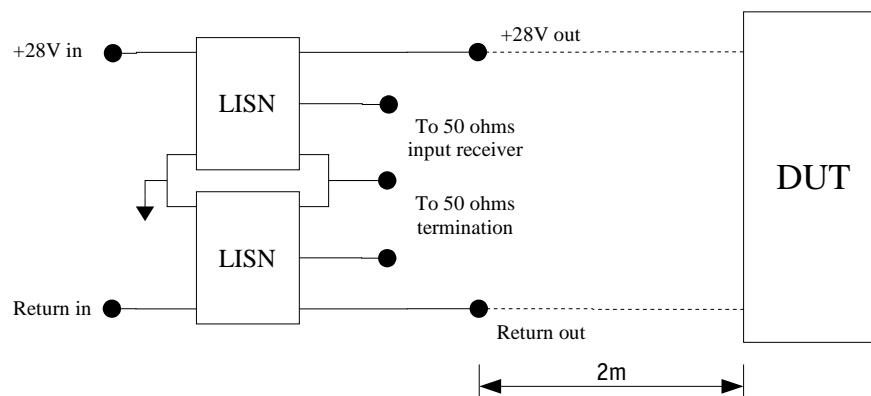 +28V in
+28V out
LISN
To 50 ohms
input receiver
DUT
To 50 ohms
termination
LISN
Return in
Return out
2m